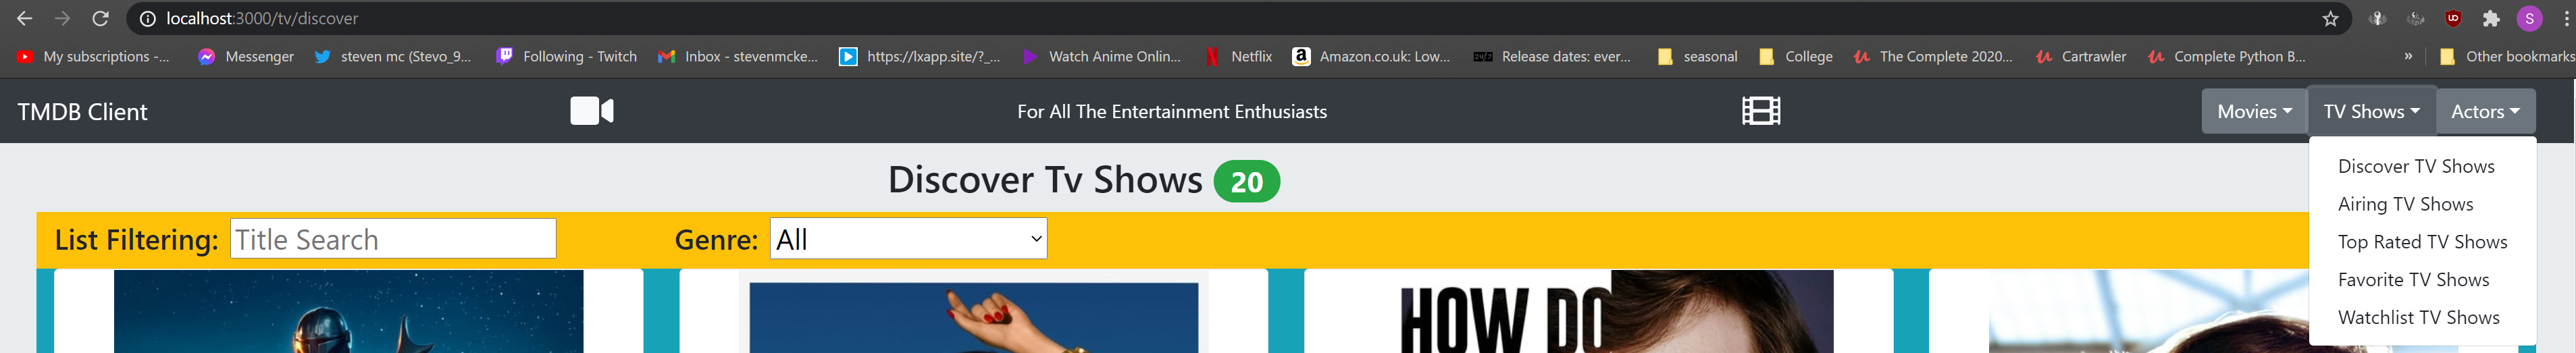 localhost:3000/tv/discover
S
My subscriptions -... Messenger steven mc (Stevo_9... Following - Twitch Inbox - stevenmcke... https://lxapp.site/?_... Watch Anime Onlin... Netflix a Amazon.co.uk: Low... Release dates: ever... seasonal College The Complete 2020... Cartrawler Complete Python B... » Other bookmarks
TMDB Client For All The Entertainment Enthusiasts Movies TV Shows Actors
Discover TV Shows
Airing TV Shows
Top Rated TV Shows
Favorite TV Shows
Watchlist TV Shows
Discover Tv Shows 20
List Filtering: Title Search Genre: All
HOW DO